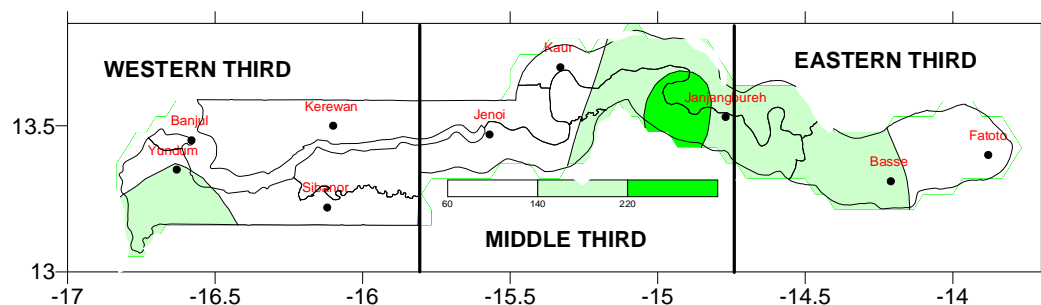 WESTERN THIRD
EASTERN THIRD
Kaur
Kerewan
Janjangbureh
Banjul
Jenoi
Fatoto
13.5
Yundum
Basse
Sibanor
60 140 220
MIDDLE THIRD
13
-17 -16.5 -16 -15.5 -15 -14.5 -14